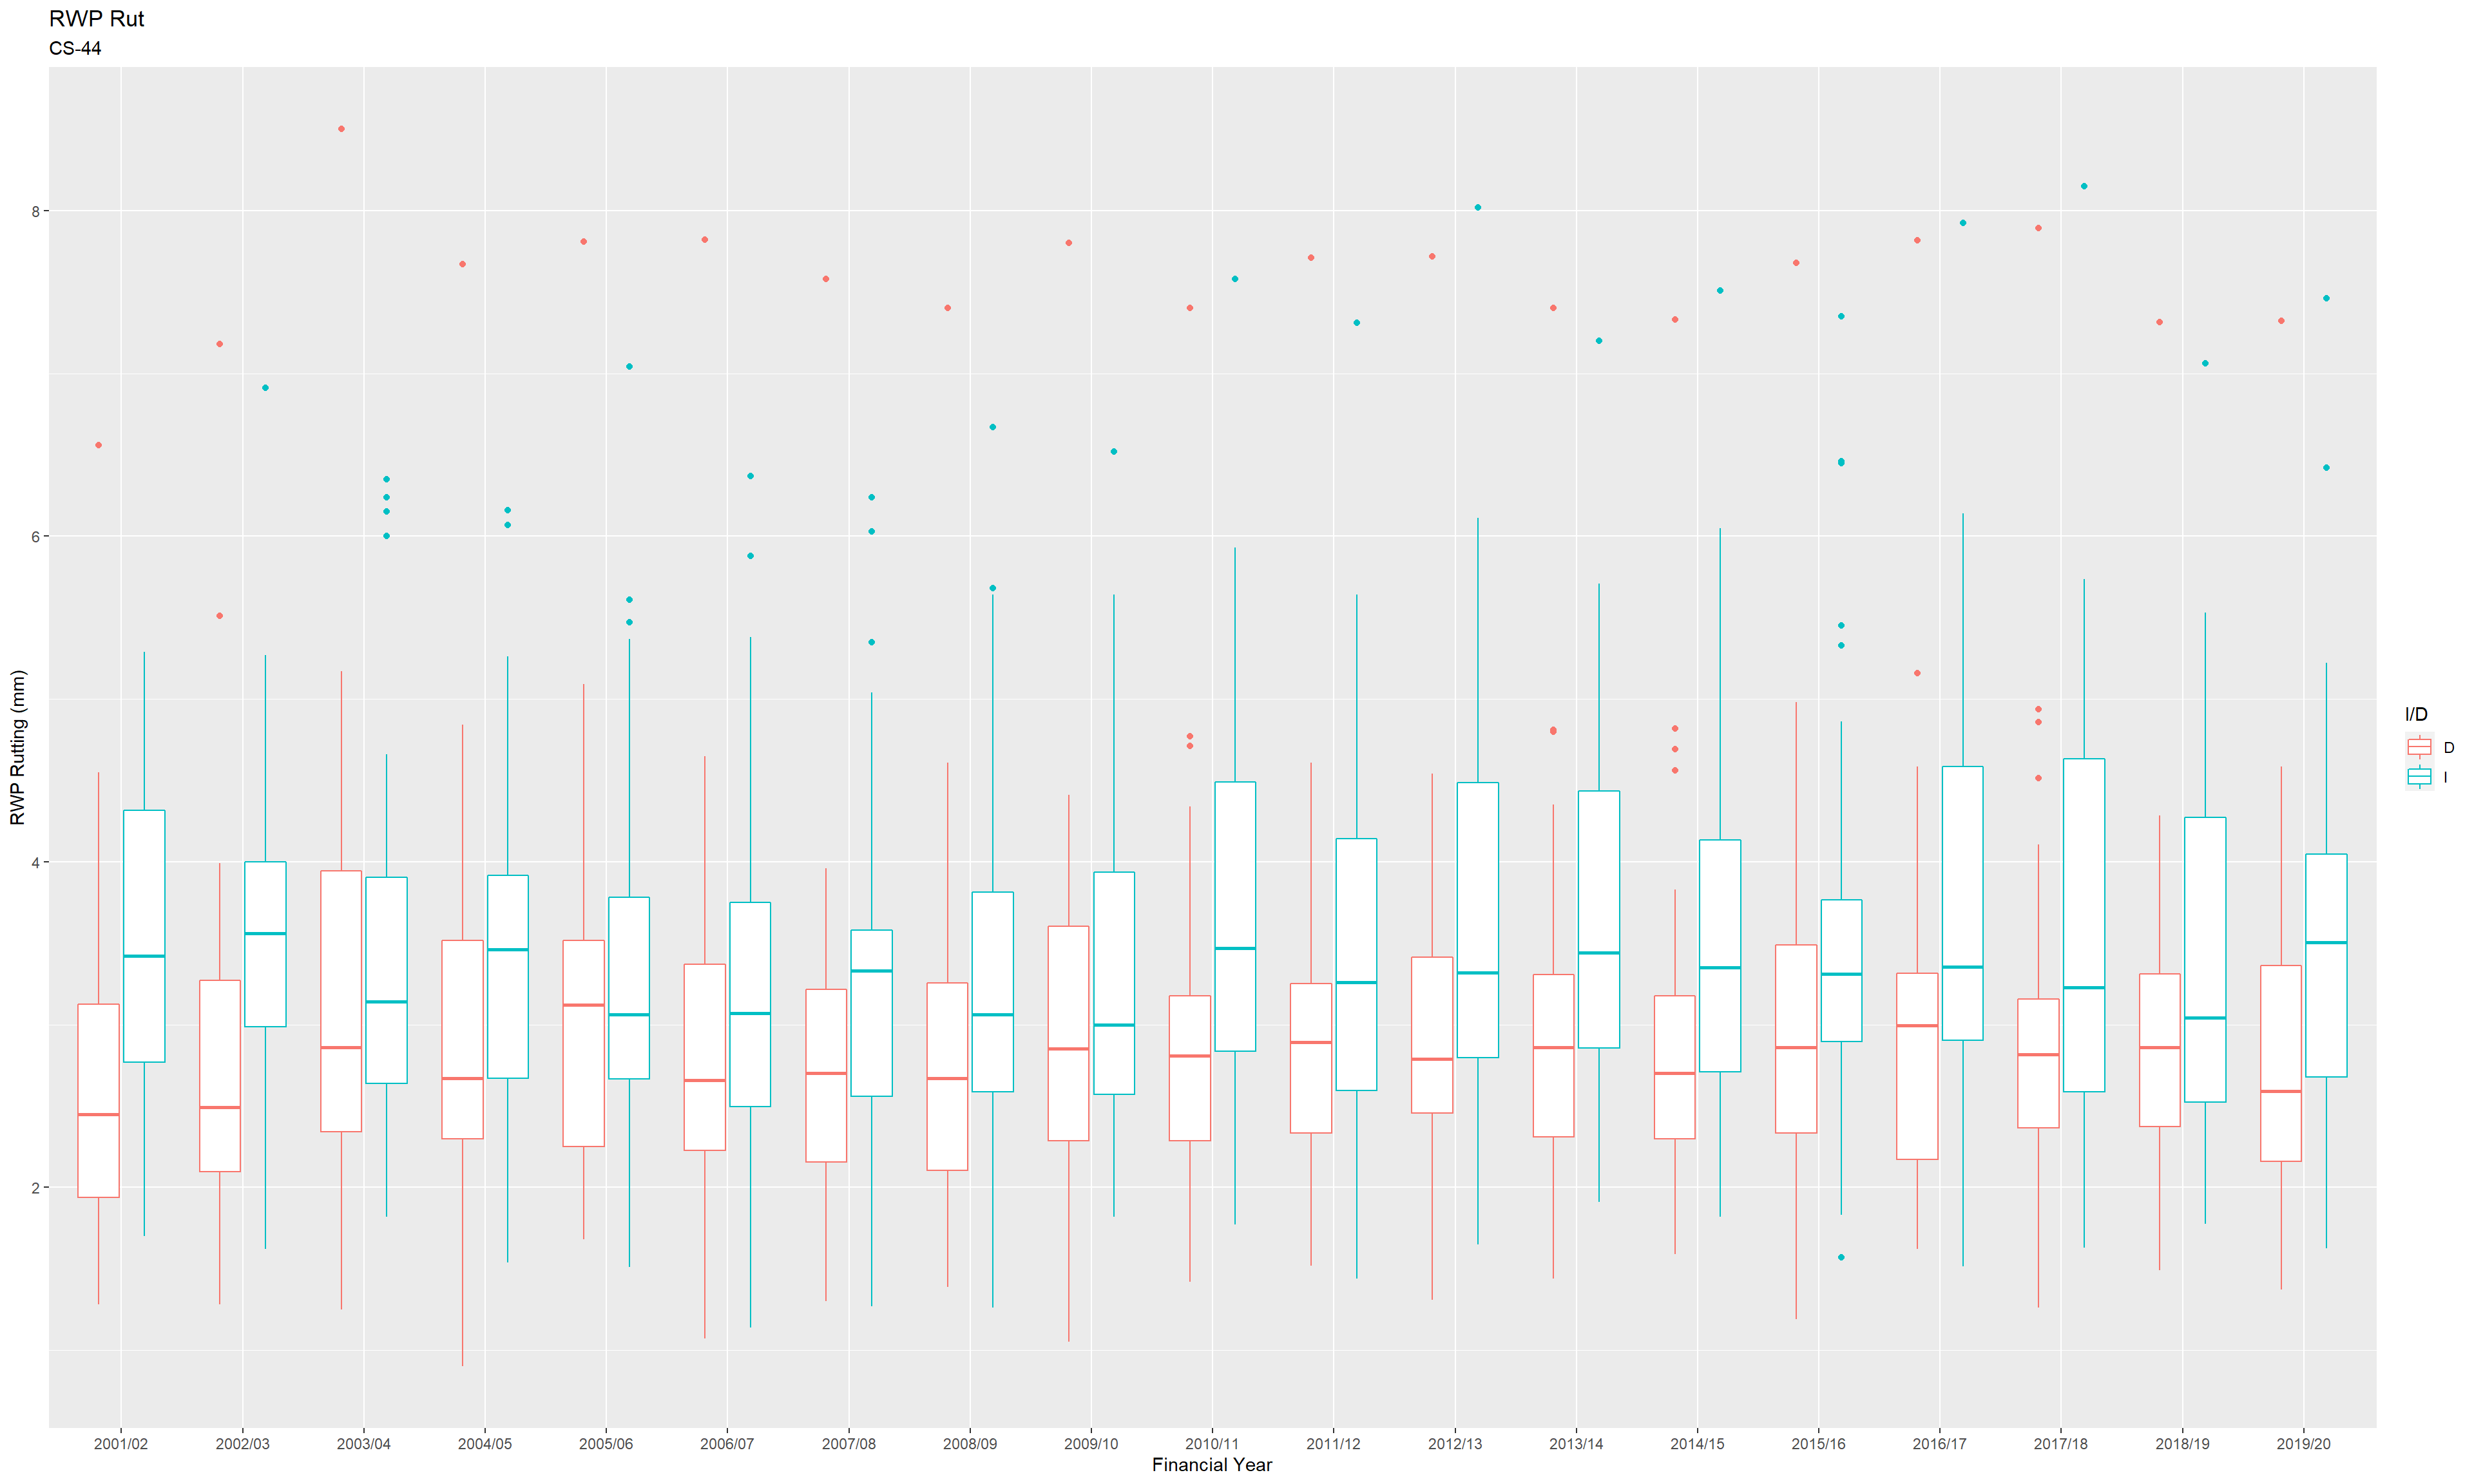 RWP Rut
CS-44
RWP Rutting (mm)
8
6
4
2
2001/02 2002/03 2003/04 2004/05 2005/06 2006/07 2007/08 2008/09 2009/10 2010/11 2011/12 2012/13 2013/14 2014/15 2015/16 2016/17 2017/18 2018/19 2019/20
Financial Year
I/D
D
I